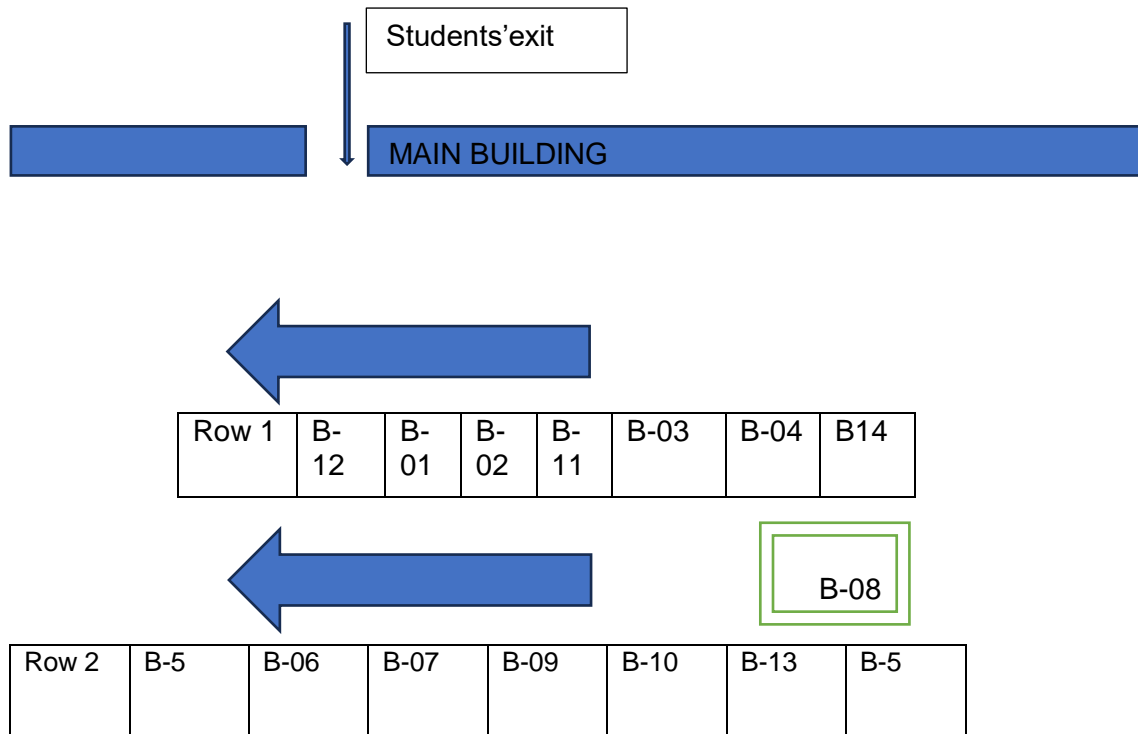 Students’exit
MAIN BUILDING
Row 1 B- B- B- B- B-03 B-04 B14
12 01 02 11
B-08
Row 2 B-5 B-06 B-07 B-09 B-10 B-13 B-5